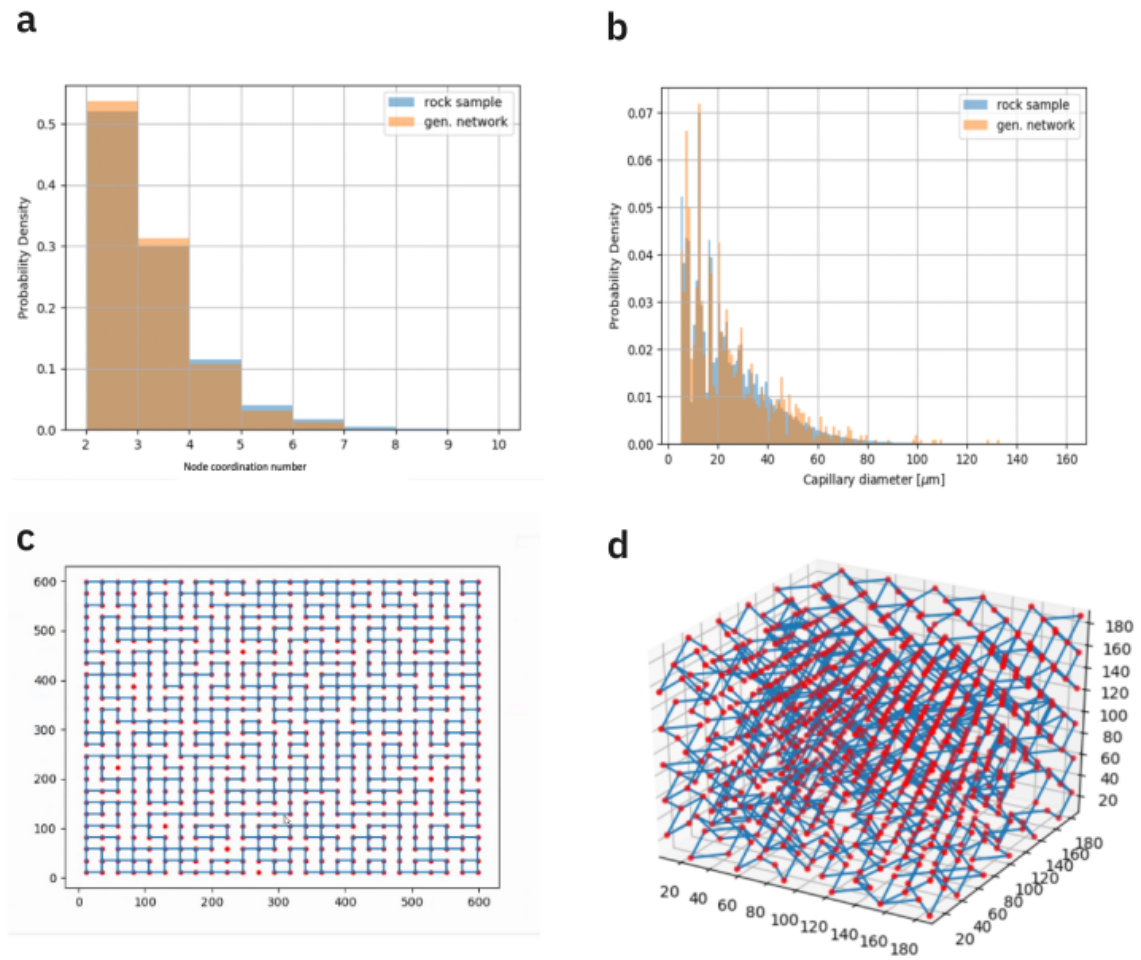 a
b
rock sample
gen. network
0.5
0.4
0.3
0.2
0.1
0.0
Probability Density
2 3 4 5 6 7 8 9 10
Node coordination number
rock sample
gen. network
0.07
0.06
0.05
0.04
0.03
0.02
0.01
0.00
Probability Density
0 20 40 60 80 100 120 140 160
Capillary diameter [μm]
c
d
600
500
400
300
200
100
0
0 100 200 300 400 500 600
180
160
140
120
100
80
60
40
20
20 40 60 80 100 120 140 160 180
20 40 60 80 100 120 140 160 180